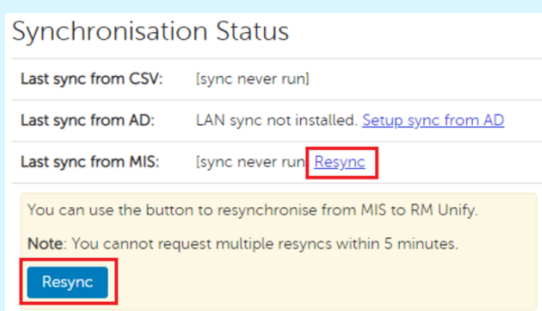 Synchronisation Status
Last sync from CSV: [sync never run]
Last sync from AD: LAN sync not installed. Setup sync from AD
Last sync from MIS: [sync never run Resync
You can use the button to resynchronise from MIS to RM Unify.
Note: You cannot request multiple resyncs within 5 minutes.
Resync